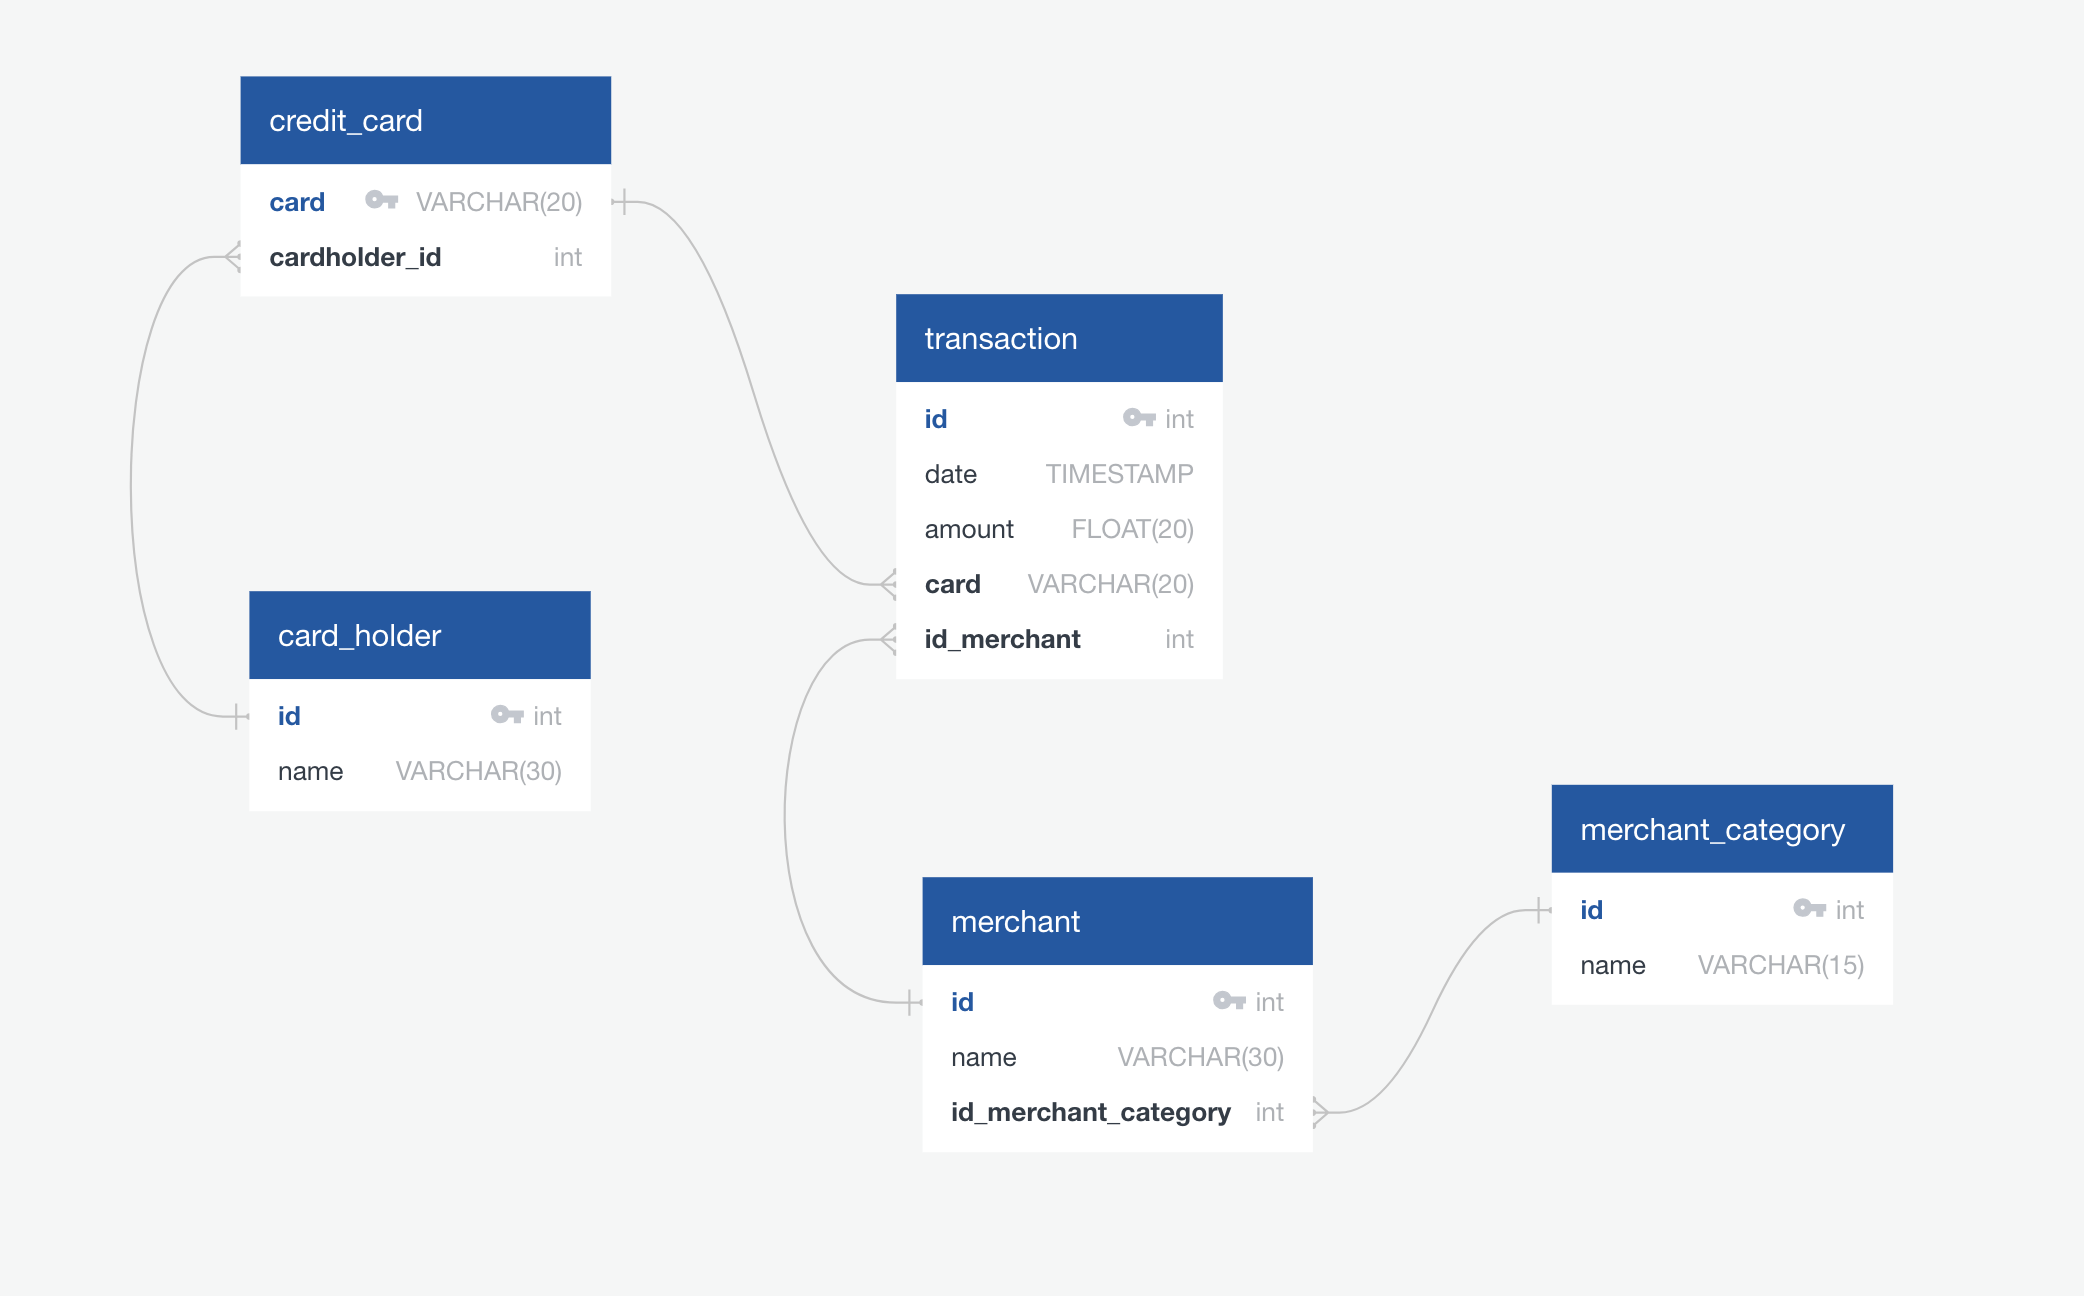 credit_card
card VARCHAR(20)
cardholder_id int
transaction
id int
date TIMESTAMP
amount FLOAT(20)
card VARCHAR(20)
id_merchant int
card_holder
id int
name VARCHAR(30)
merchant
id int
name VARCHAR(30)
id_merchant_category int
merchant_category
id int
name VARCHAR(15)